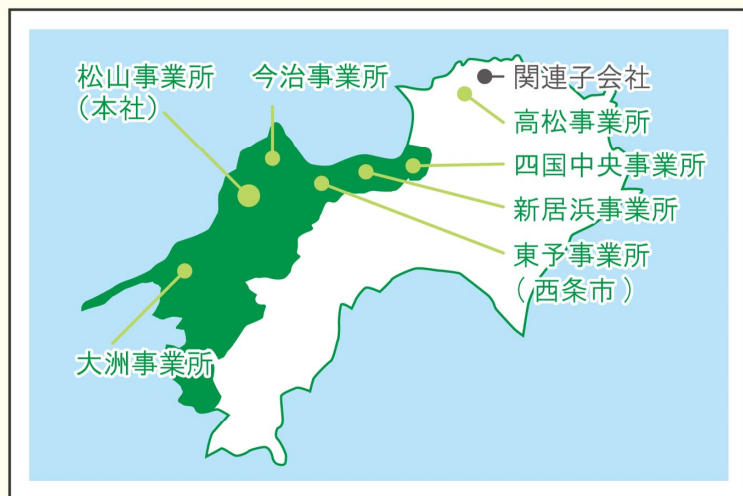 松山事業所
(本社)
今治事業所
関連子会社
高松事業所
四国中央事業所
新居浜事業所
東予事業所
(西条市)
大洲事業所